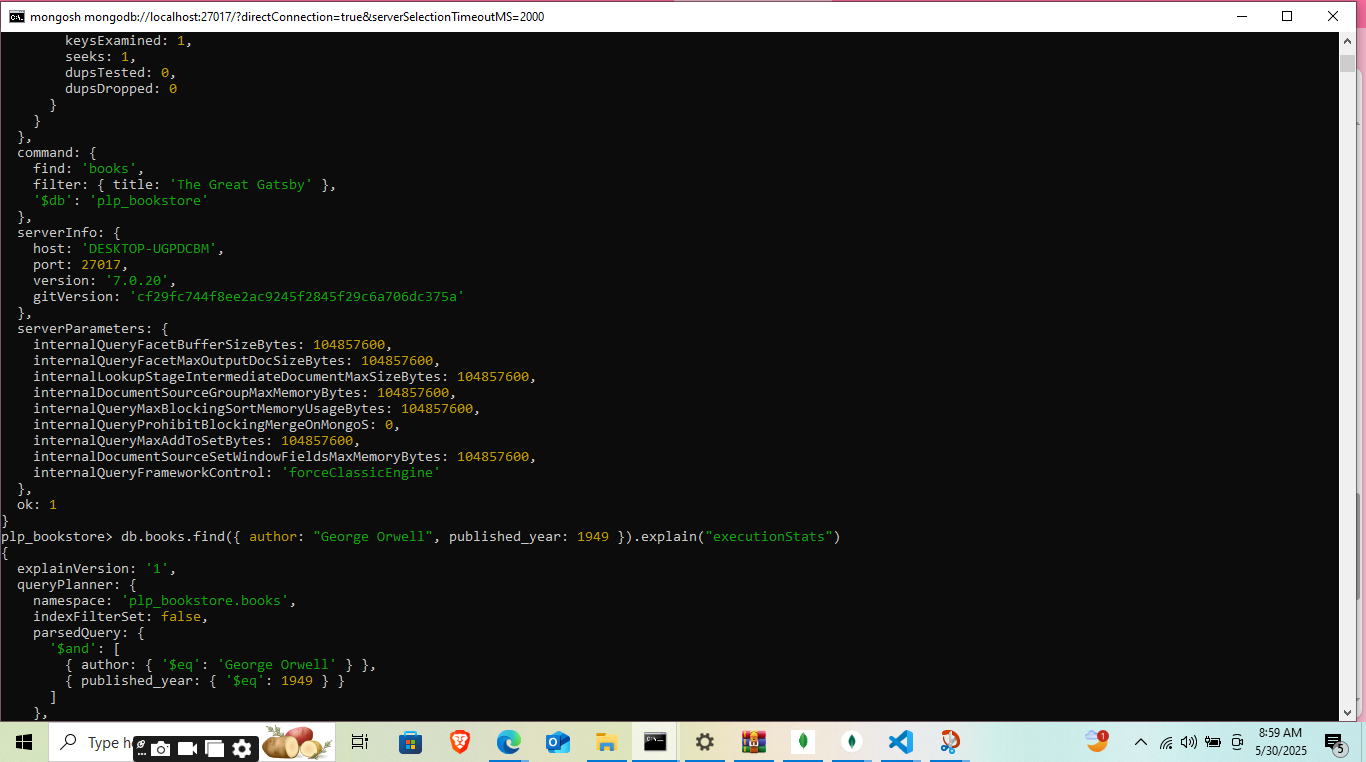 mongosh mongodb://localhost:27017/?directConnection=true&serverSelectionTimeoutMS=2000
keysExamined: 1,
seeks: 1,
dupsTested: 0,
dupsDropped: 0
}
}
},
command: {
find: 'books',
filter: { title: 'The Great Gatsby' },
'$db': 'plp_bookstore'
},
serverInfo: {
host: 'DESKTOP-UGPDCBM',
port: 27017,
version: '7.0.20',
gitVersion: 'cf29fc744f8ee2ac9245f2845f29c6a706dc375a'
},
serverParameters: {
internalQueryFacetBufferSizeBytes: 104857600,
internalQueryFacetMaxOutputDocSizeBytes: 104857600,
internalLookupStageIntermediateDocumentMaxSizeBytes: 104857600,
internalDocumentSourceGroupMaxMemoryBytes: 104857600,
internalQueryMaxBlockingSortMemoryUsageBytes: 104857600,
internalQueryProhibitBlockingMergeOnMongoS: 0,
internalQueryMaxAddToSetBytes: 104857600,
internalDocumentSourceSetWindowFieldsMaxMemoryBytes: 104857600,
internalQueryFrameworkControl: 'forceClassicEngine'
},
ok: 1
}
plp_bookstore> db.books.find({ author: "George Orwell", published_year: 1949 }).explain("executionStats")
{
explainVersion: '1',
queryPlanner: {
namespace: 'plp_bookstore.books',
indexFilterSet: false,
parsedQuery: {
'$and': [
{ author: { '$eq': 'George Orwell' } },
{ published_year: { '$eq': 1949 } }
]
},
Type h
1
8:59 AM
5/30/2025
5